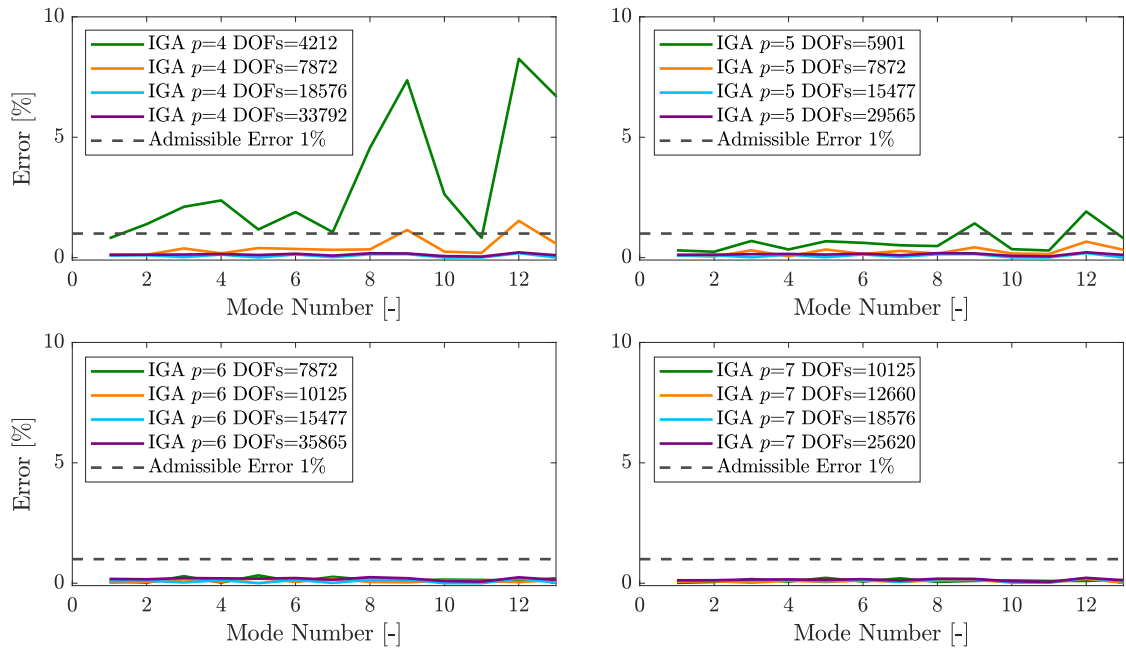 10
5
0
Error [%]
IGA p=4 DOFs=4212
IGA p=4 DOFs=7872
IGA p=4 DOFs=18576
IGA p=4 DOFs=33792
Admissible Error 1%
0 2 4 6 8 10 12
Mode Number [-]
10
5
0
IGA p=5 DOFs=5901
IGA p=5 DOFs=7872
IGA p=5 DOFs=15477
IGA p=5 DOFs=29565
Admissible Error 1%
0 2 4 6 8 10 12
Mode Number [-]
10
5
0
Error [%]
IGA p=6 DOFs=7872
IGA p=6 DOFs=10125
IGA p=6 DOFs=15477
IGA p=6 DOFs=35865
Admissible Error 1%
0 2 4 6 8 10 12
Mode Number [-]
10
5
0
IGA p=7 DOFs=10125
IGA p=7 DOFs=12660
IGA p=7 DOFs=18576
IGA p=7 DOFs=25620
Admissible Error 1%
0 2 4 6 8 10 12
Mode Number [-]